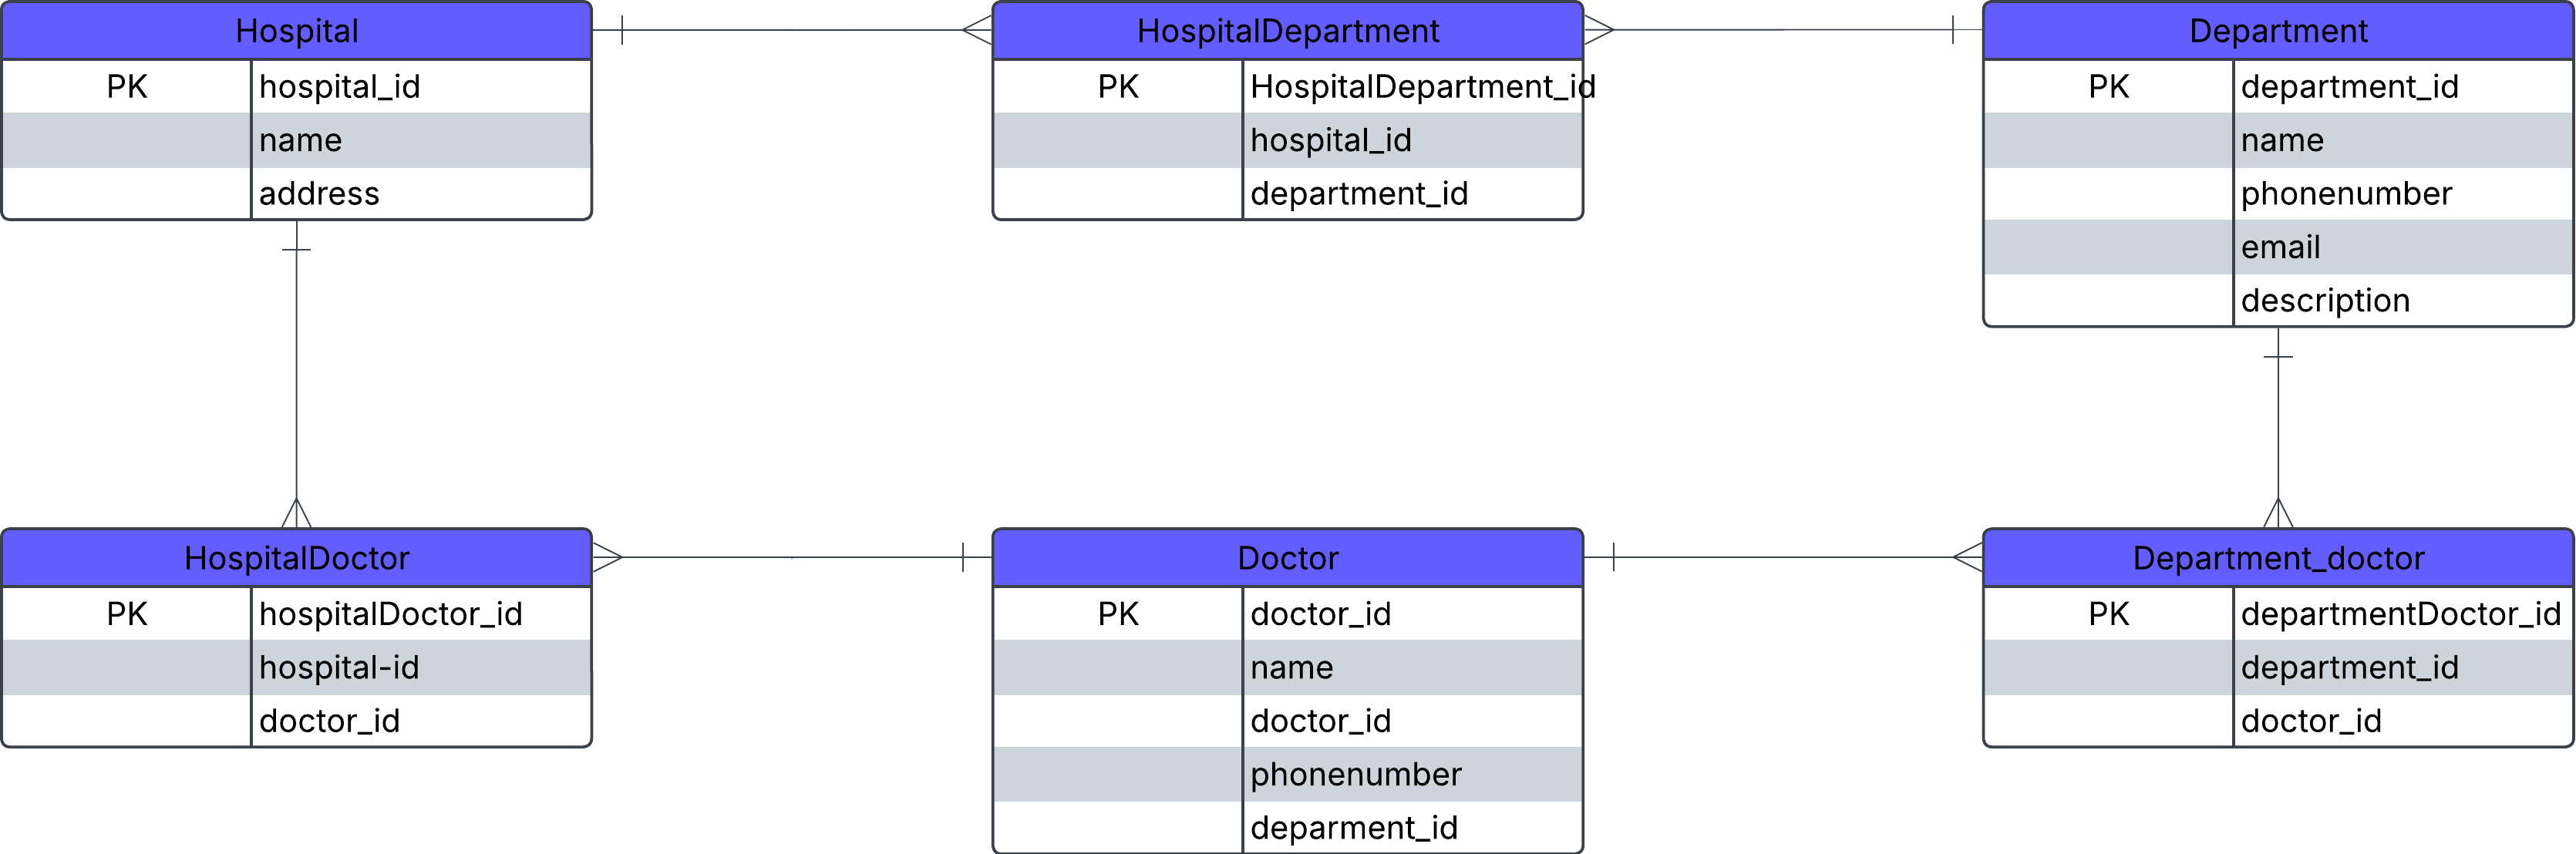 Hospital
PK hospital_id
name
address
HospitalDepartment
PK HospitalDepartment_id
hospital_id
department_id
Department
PK department_id
name
phonenumber
email
description
HospitalDoctor
PK hospitalDoctor_id
hospital-id
doctor_id
Doctor
PK doctor_id
name
doctor_id
phonenumber
deparment_id
Department_doctor
PK departmentDoctor_id
department_id
doctor_id